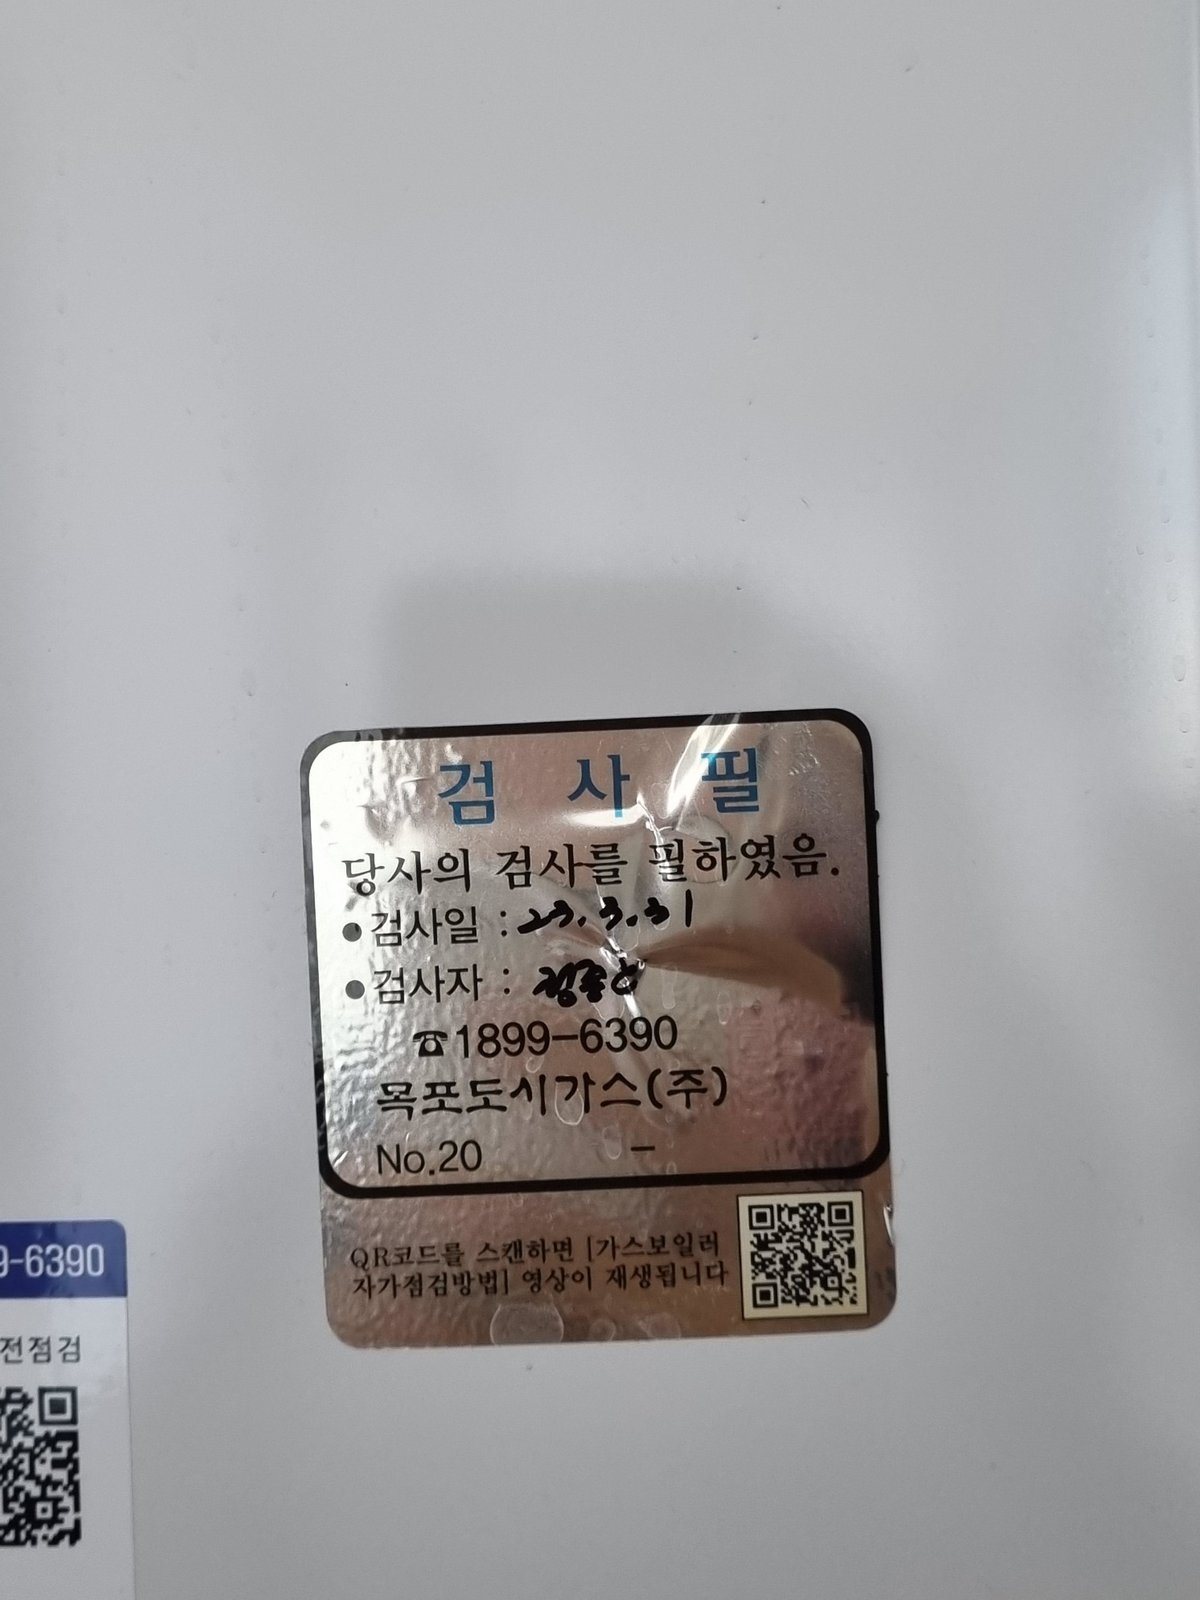 검 사 필
당사의 검사를 필하였음.
•검사일 : 23.3.31
•검사자 :
☎1899-6390
목포도시가스(주)
No.20 -
QR코드를 스캔하면 [가스보일러
자가점검방법] 영상이 재생됩니다
9-6390
전점검